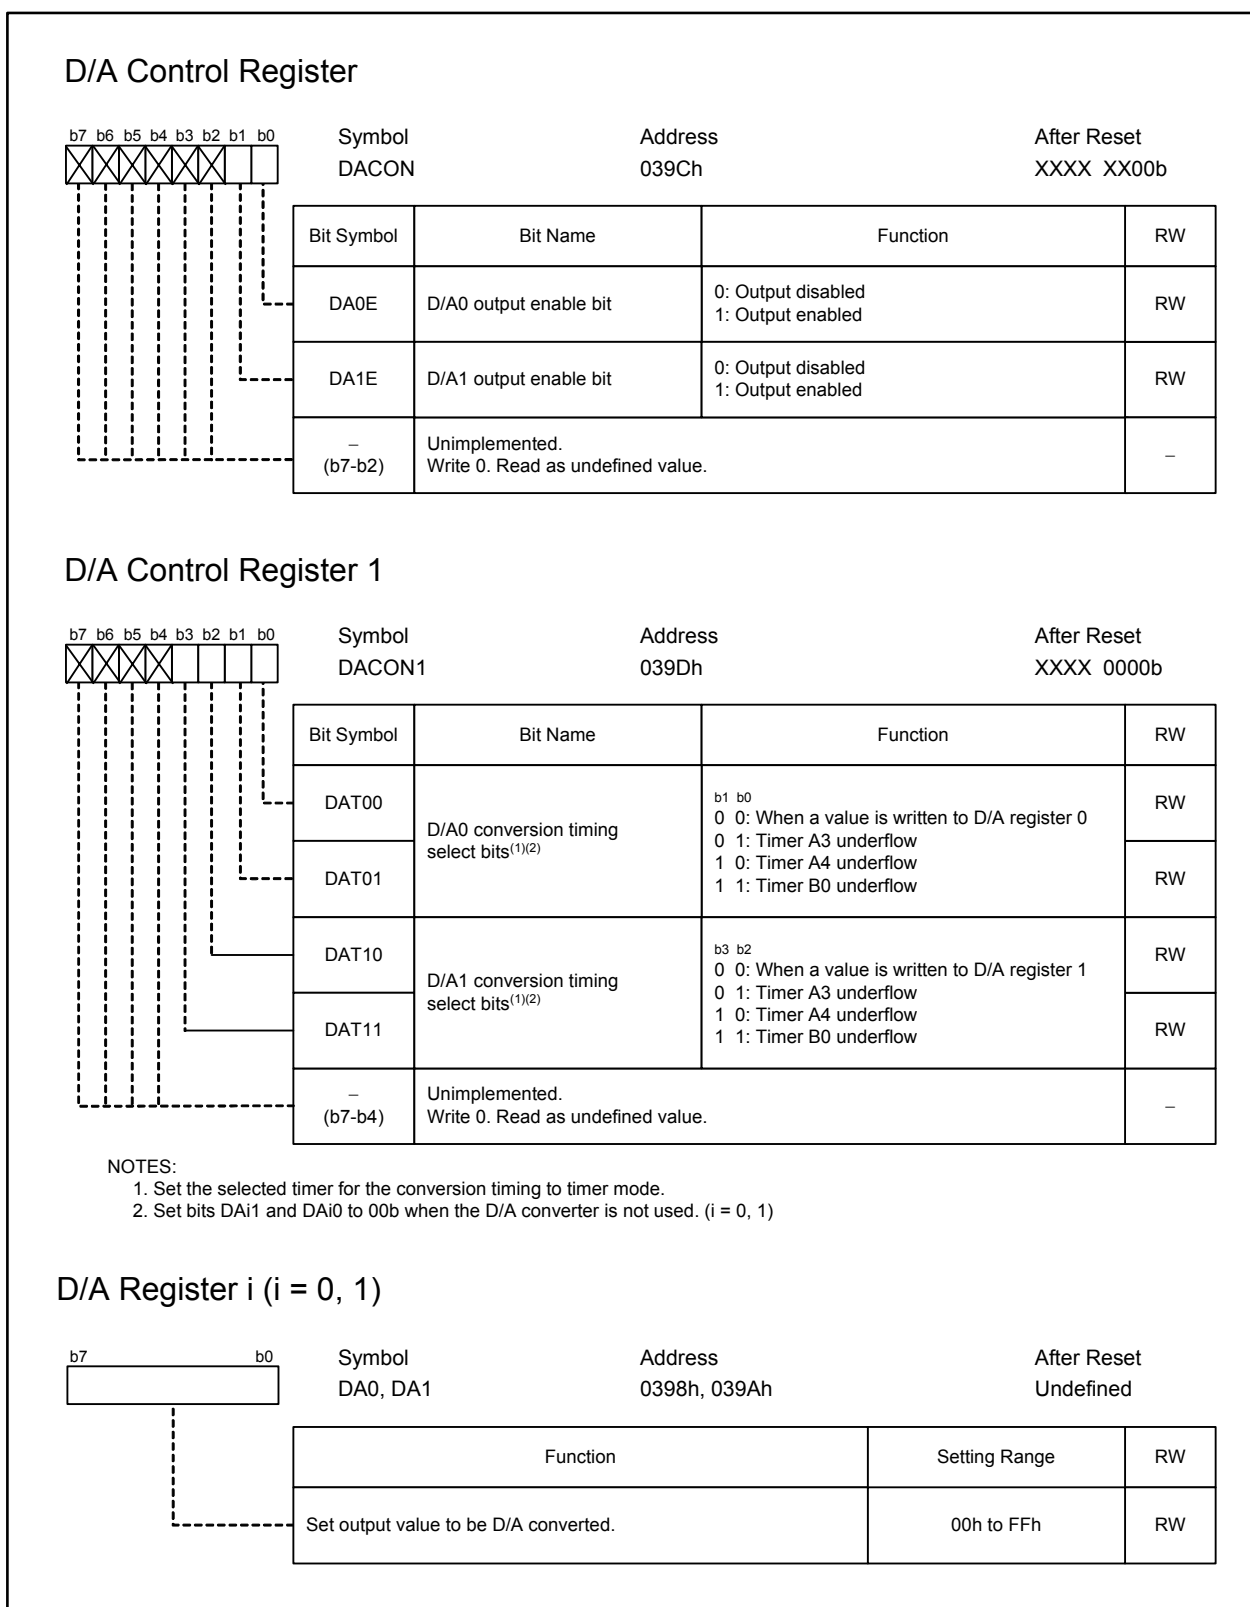 D/A Control Register
b7 b6 b5 b4 b3 b2 b1 b0
Symbol Address After Reset
DACON 039Ch XXXX XX00b
Bit Symbol Bit Name Function RW
DA0E D/A0 output enable bit 0: Output disabled RW
1: Output enabled
DA1E D/A1 output enable bit 0: Output disabled RW
1: Output enabled
– Unimplemented. –
(b7-b2) Write 0. Read as undefined value.
D/A Control Register 1
b7 b6 b5 b4 b3 b2 b1 b0
Symbol Address After Reset
DACON1 039Dh XXXX 0000b
Bit Symbol Bit Name Function RW
DAT00 D/A0 conversion timing select bits(1)(2) b1 b0 RW
0 0: When a value is written to D/A register 0
0 1: Timer A3 underflow
DAT01 1 0: Timer A4 underflow RW
1 1: Timer B0 underflow
DAT10 D/A1 conversion timing select bits(1)(2) b3 b2 RW
0 0: When a value is written to D/A register 1
0 1: Timer A3 underflow
DAT11 1 0: Timer A4 underflow RW
1 1: Timer B0 underflow
– Unimplemented. –
(b7-b4) Write 0. Read as undefined value.
NOTES:
1. Set the selected timer for the conversion timing to timer mode.
2. Set bits DAi1 and DAi0 to 00b when the D/A converter is not used. (i = 0, 1)
D/A Register i (i = 0, 1)
b7 b0
Symbol Address After Reset
DA0, DA1 0398h, 039Ah Undefined
Function Setting Range RW
Set output value to be D/A converted. 00h to FFh RW